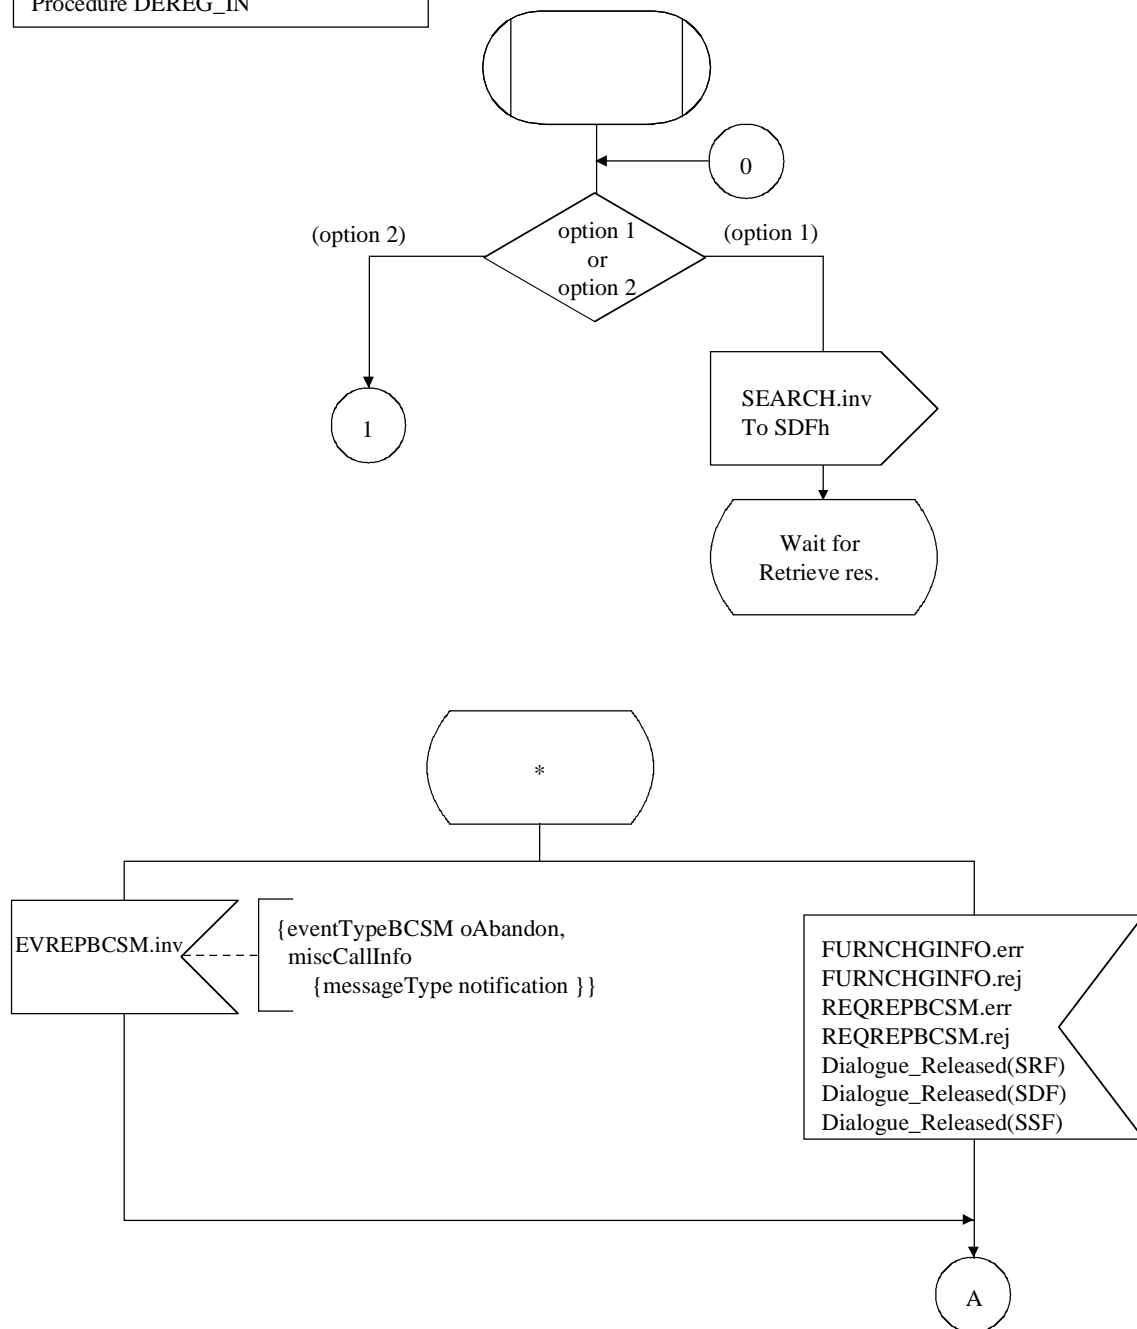 Procedure DEREG_IN
0
(option 2)
option 1
or
option 2
(option 1)
SEARCH.inv
To SDFh
1
Wait for
Retrieve res.
*
EVREPBCSM.inv
{eventTypeBCSM oAbandon,
miscCallInfo
{messageType notification }}
FURNCHGINFO.err
FURNCHGINFO.rej
REQREPBCSM.err
REQREPBCSM.rej
Dialogue_Released(SRF)
Dialogue_Released(SDF)
Dialogue_Released(SSF)
A